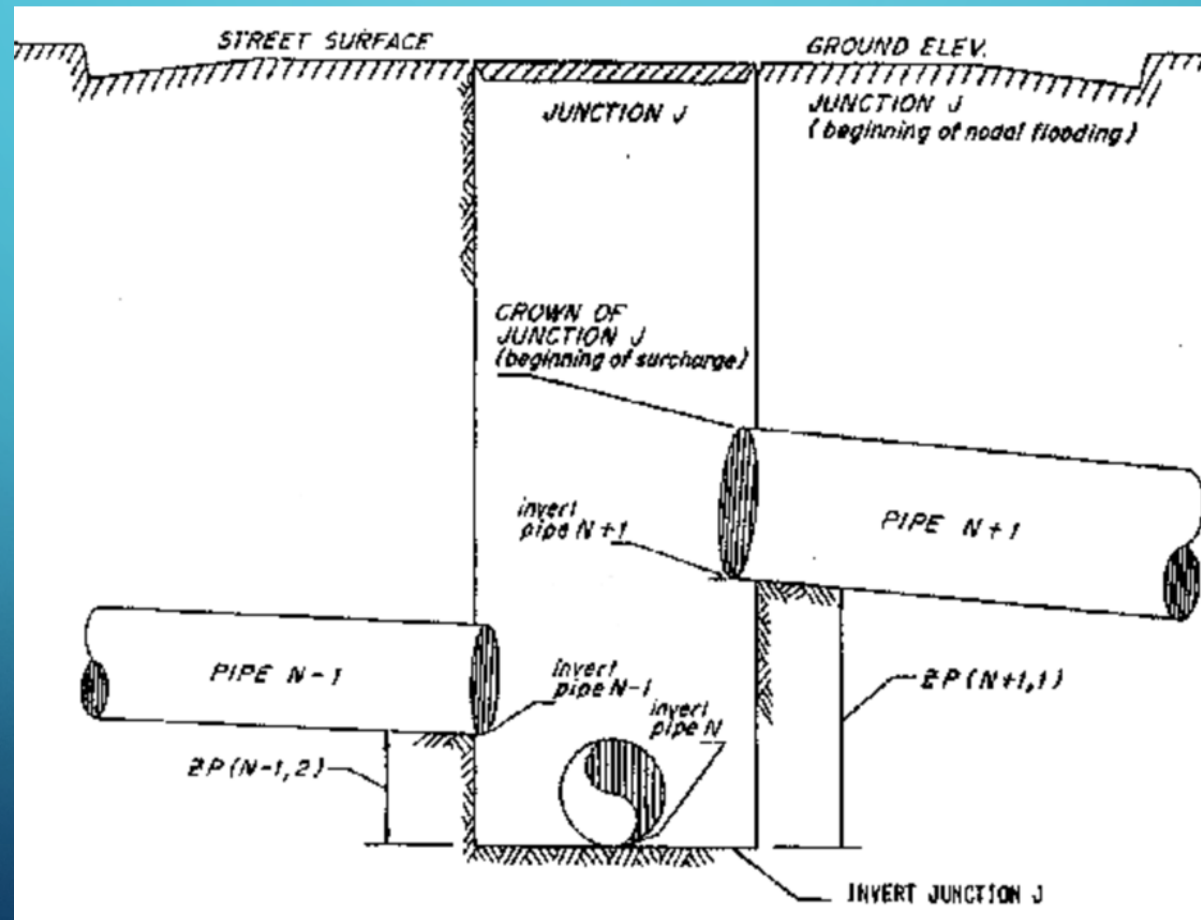 STREET SURFACE
GROUND ELEV.
JUNCTION J
JUNCTION J
(beginning of nodal flooding)
CROWN OF
JUNCTION J
(beginning of surcharge)
invert
pipe N+1
PIPE N+1
PIPE N-1
invert
pipe N-1
invert
pipe N
ZP(N+1,1)
ZP(N-1,2)
INVERT JUNCTION J